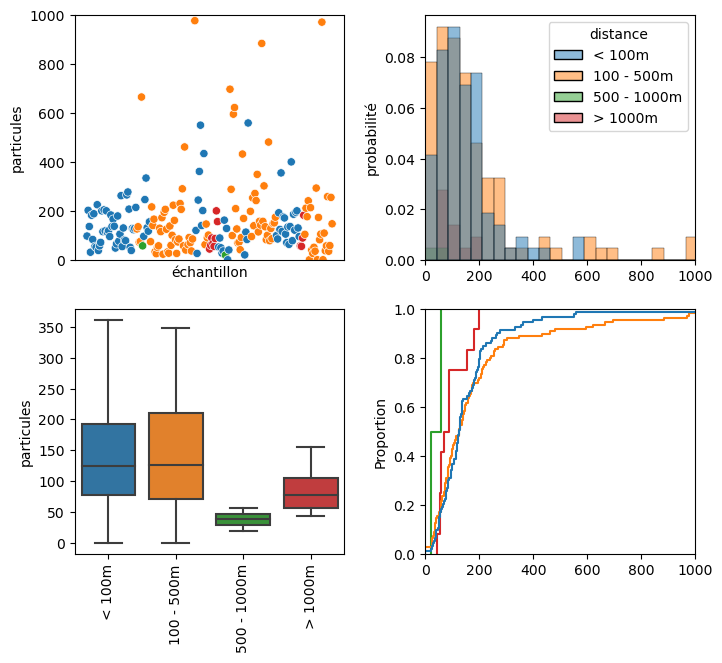 1000
800
600
400
200
0
particules
échantillon
0.08
0.06
0.04
0.02
0.00
probabilité
distance
< 100m
100 - 500m
500 - 1000m
> 1000m
0 200 400 600 800 1000
350
300
250
200
150
100
50
0
particules
< 100m
100 - 500m
500 - 1000m
> 1000m
1.0
0.8
0.6
0.4
0.2
0.0
Proportion
0 200 400 600 800 1000